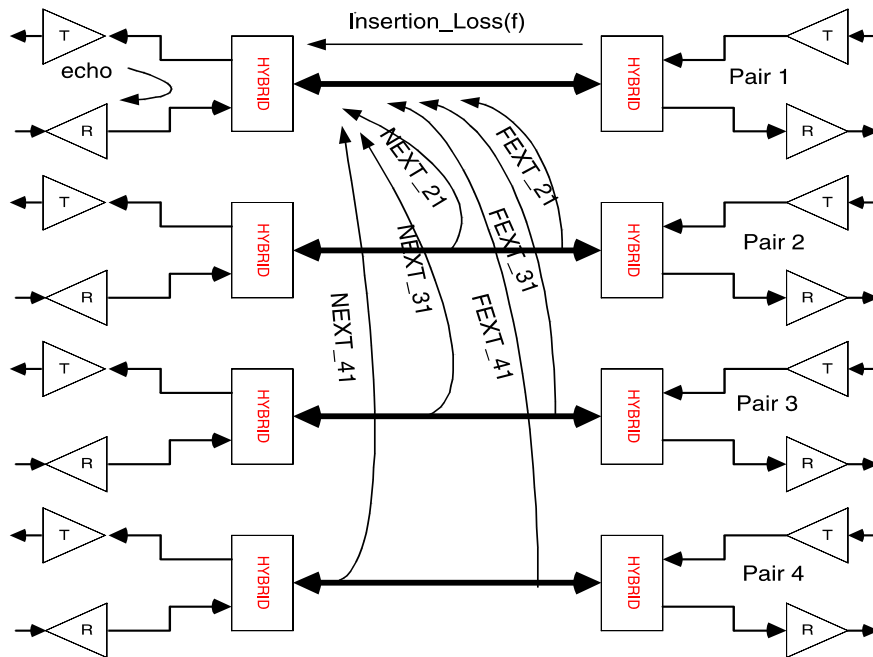 Insertion_Loss(f)
T
HYBRID
HYBRID
T
echo
Pair 1
R
R
NEXT_21
FEXT_21
T
HYBRID
HYBRID
T
Pair 2
NEXT_31
FEXT_31
R
R
NEXT_41
FEXT_41
T
HYBRID
HYBRID
T
Pair 3
R
R
T
HYBRID
HYBRID
T
Pair 4
R
R